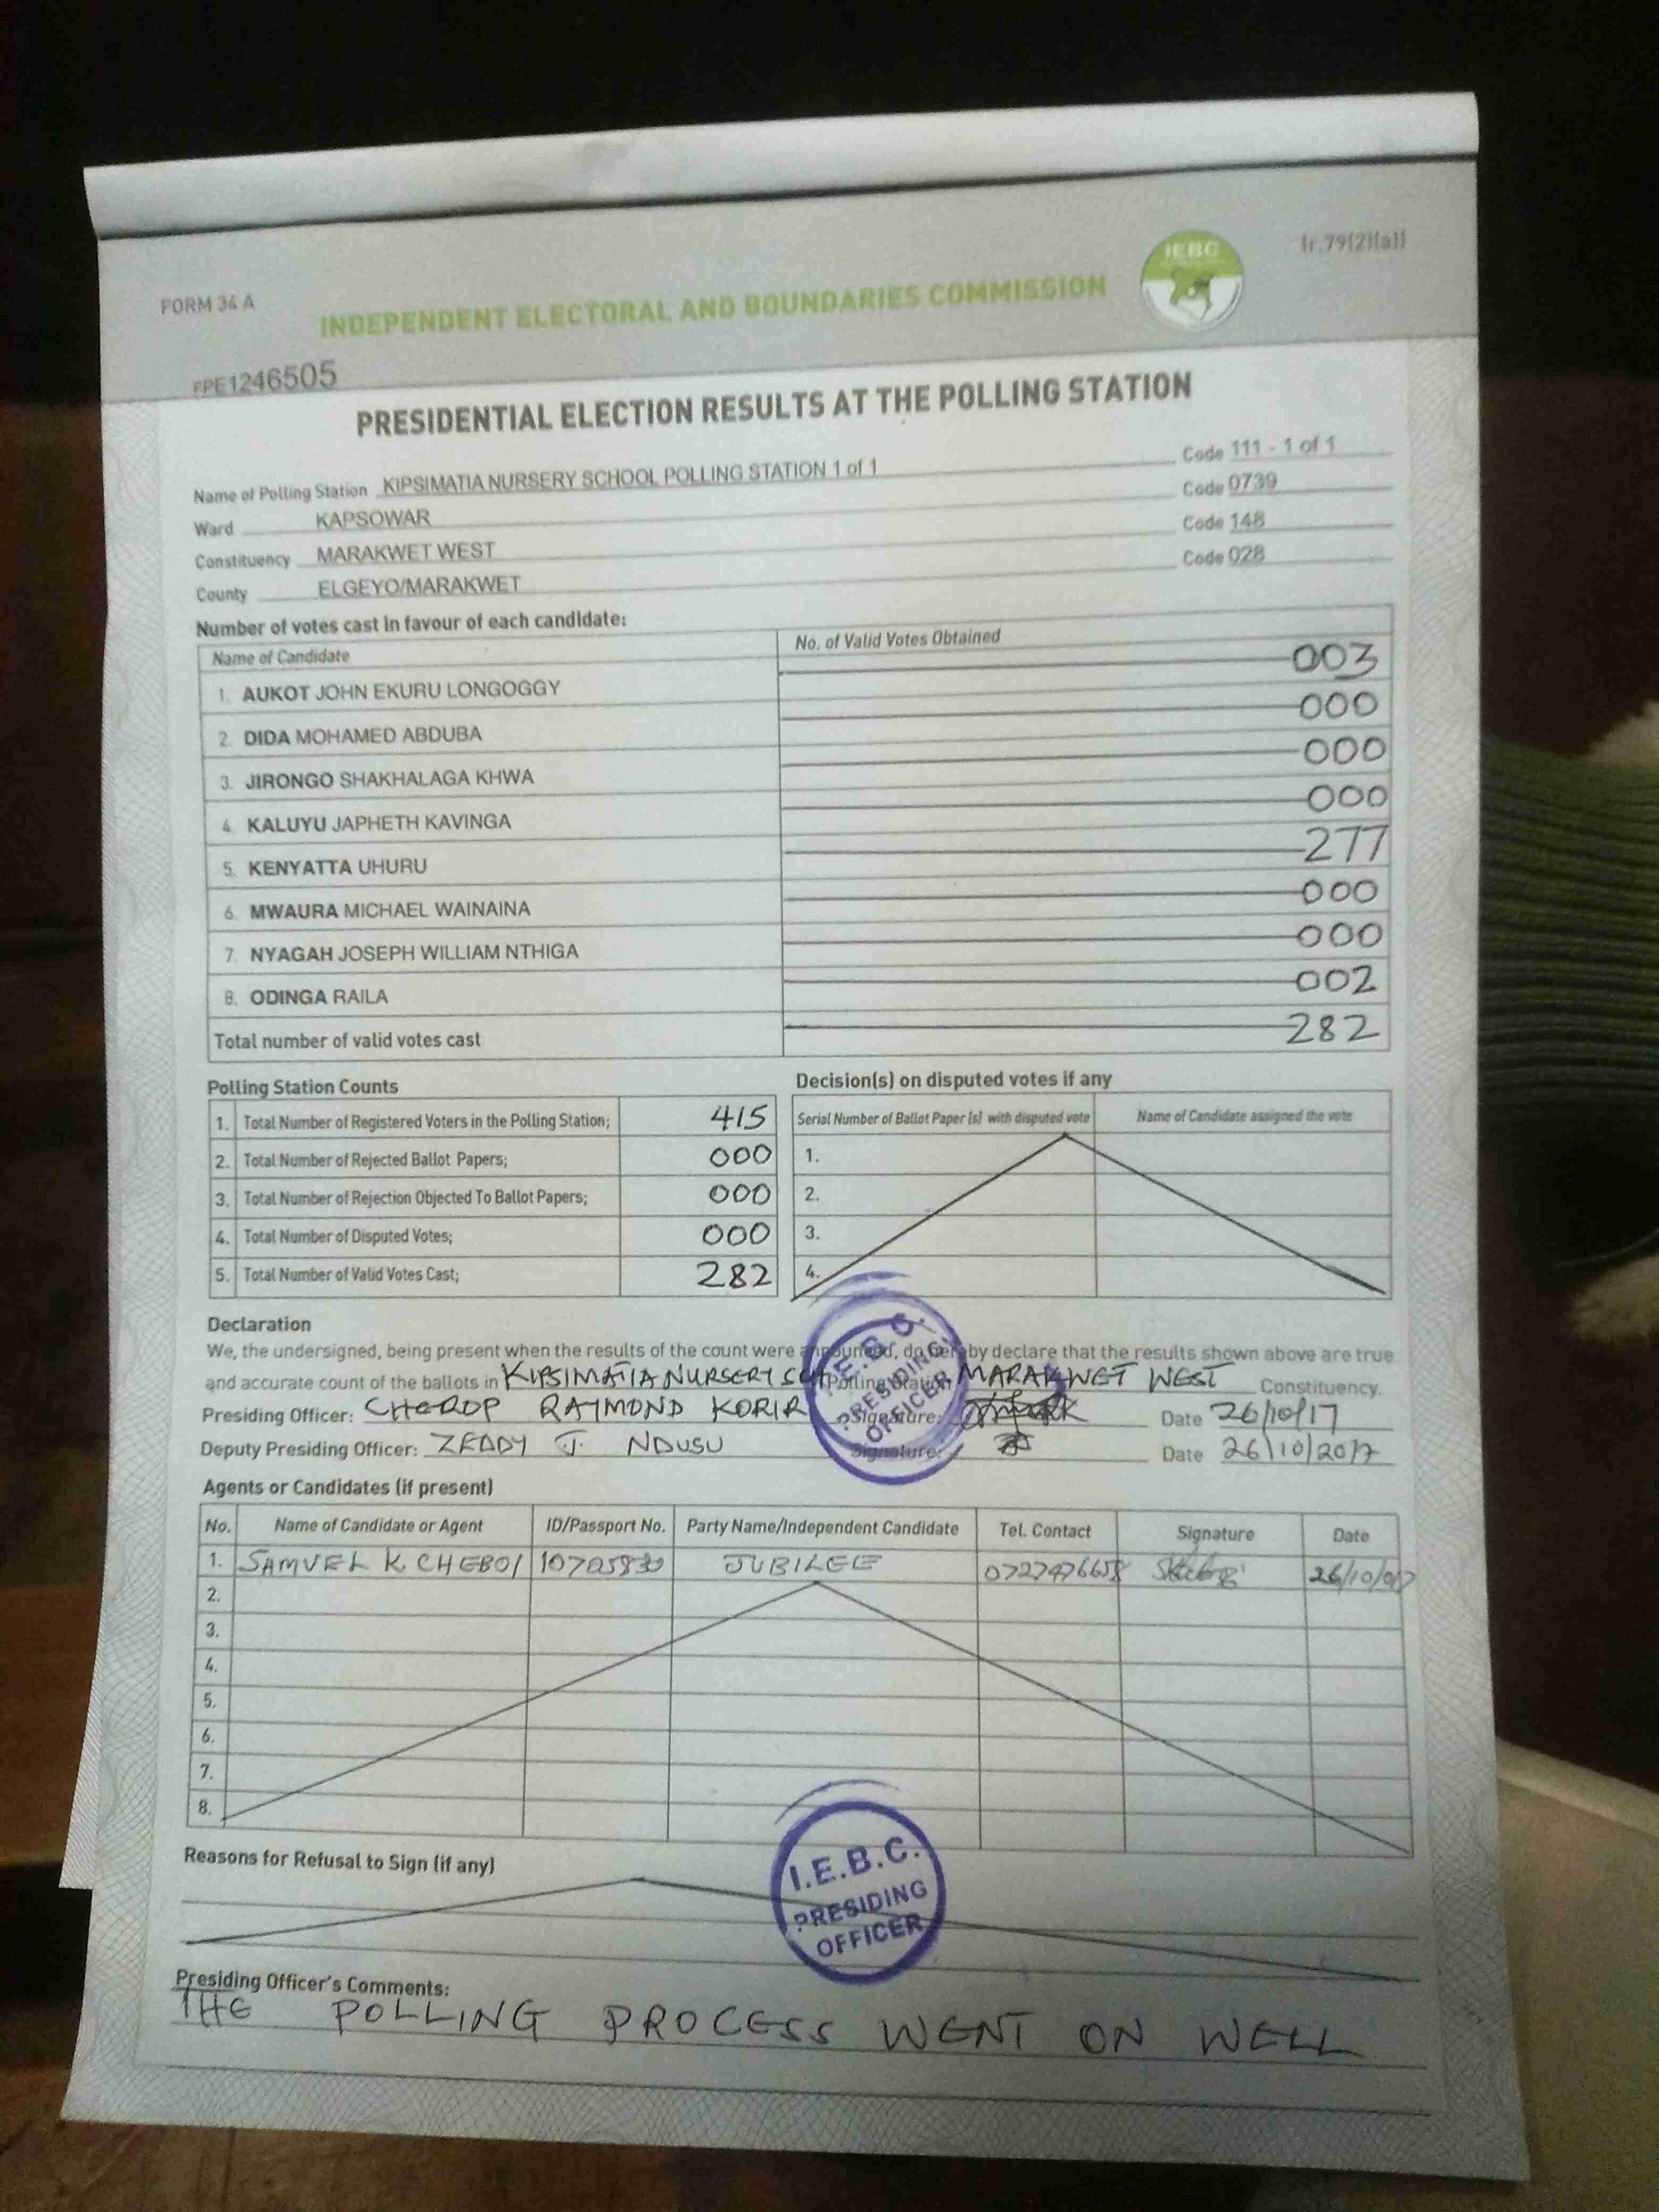 IEBC
(r.79(2)(a))
FORM 34 A
INDEPENDENT ELECTORAL AND BOUNDARIES COMMISSION
FPE1246505
PRESIDENTIAL ELECTION RESULTS AT THE POLLING STATION
Name of Polling Station KIPSIMATIA NURSERY SCHOOL POLLING STATION 1 of 1 Code 111 - 1 of 1
Ward KAPSOWAR Code 0739
Constituency MARAKWET WEST Code 148
County ELGEYO/MARAKWET Code 028
Number of votes cast in favour of each candidate:
Name of Candidate No. of Valid Votes Obtained
1. AUKOT JOHN EKURU LONGOGGY 003
2. DIDA MOHAMED ABDUBA 000
3. JIRONGO SHAKHALAGA KHWA 000
4. KALUYU JAPHETH KAVINGA 000
5. KENYATTA UHURU 277
6. MWAURA MICHAEL WAINAINA 000
7. NYAGAH JOSEPH WILLIAM NTHIGA 000
8. ODINGA RAILA 002
Total number of valid votes cast 282
Polling Station Counts
1. Total Number of Registered Voters in the Polling Station; 415
2. Total Number of Rejected Ballot Papers; 000
3. Total Number of Rejection Objected To Ballot Papers; 000
4. Total Number of Disputed Votes; 000
5. Total Number of Valid Votes Cast; 282
Decision(s) on disputed votes if any
Serial Number of Ballot Paper (s) with disputed vote Name of Candidate assigned the vote
1.
2.
3.
4.
Declaration
We, the undersigned, being present when the results of the count were announced, do hereby declare that the results shown above are true
and accurate count of the ballots in KIPSIMATIA NURSERY SCH Polling Station MARAKWET WEST Constituency.
Presiding Officer: CHEROP RAYMOND KORIR Signature: Date 26/10/17
Deputy Presiding Officer: ZEDDY J. NDUSU Signature: Date 26/10/2017
I.E.B.C.
PRESIDING
OFFICER
Agents or Candidates (if present)
No. Name of Candidate or Agent ID/Passport No. Party Name/Independent Candidate Tel. Contact Signature Date
1. SAMUEL K. CHEBOI JUBILEE
2.
3.
4.
5.
6.
7.
8.
Reasons for Refusal to Sign (if any)
I.E.B.C.
PRESIDING
OFFICER
Presiding Officer's Comments:
THE POLLING PROCESS WENT ON WELL